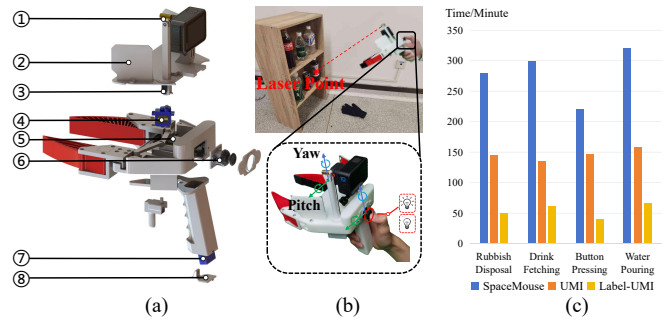 (a)
①
②
③
④
⑤
⑥
⑦
⑧
Laser Point
Yaw
Pitch
(b)
Time/Minute
350
300
250
200
150
100
50
0
Rubbish Disposal
Drink Fetching
Button Pressing
Water Pouring
SpaceMouse
UMI
Label-UMI
(c)